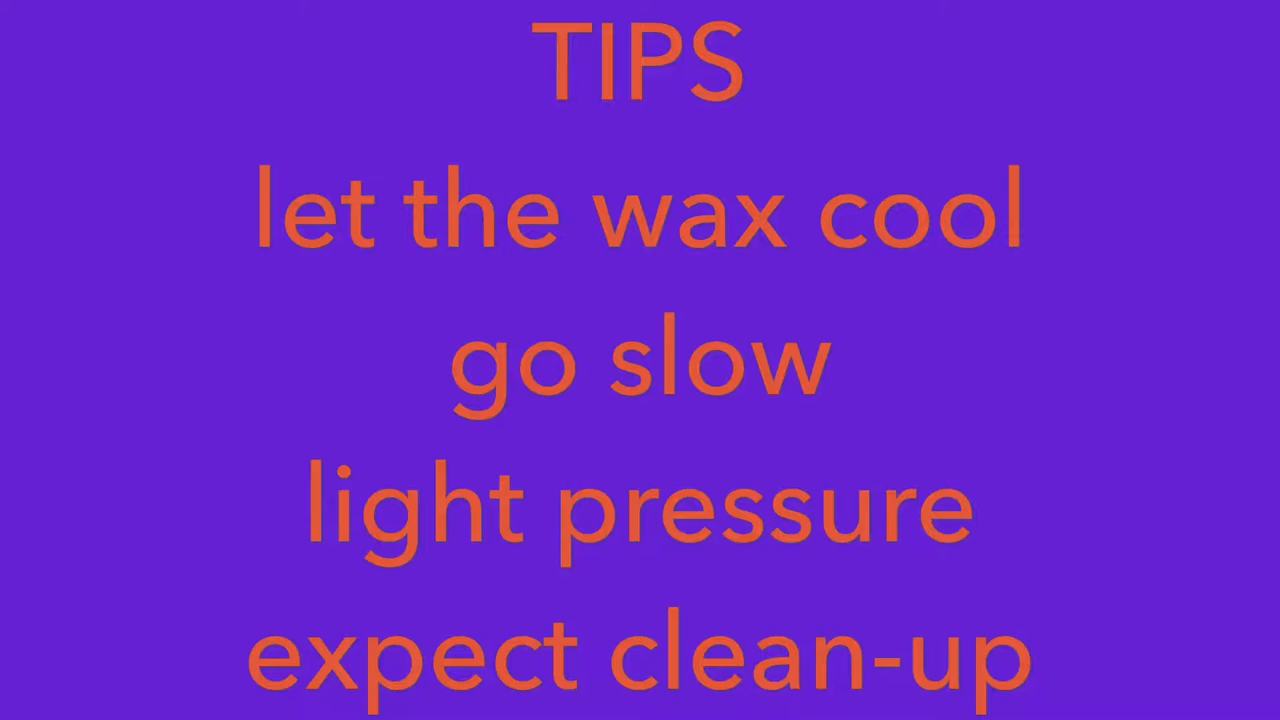 TIPS
let the wax cool
go slow
light pressure
expect clean-up